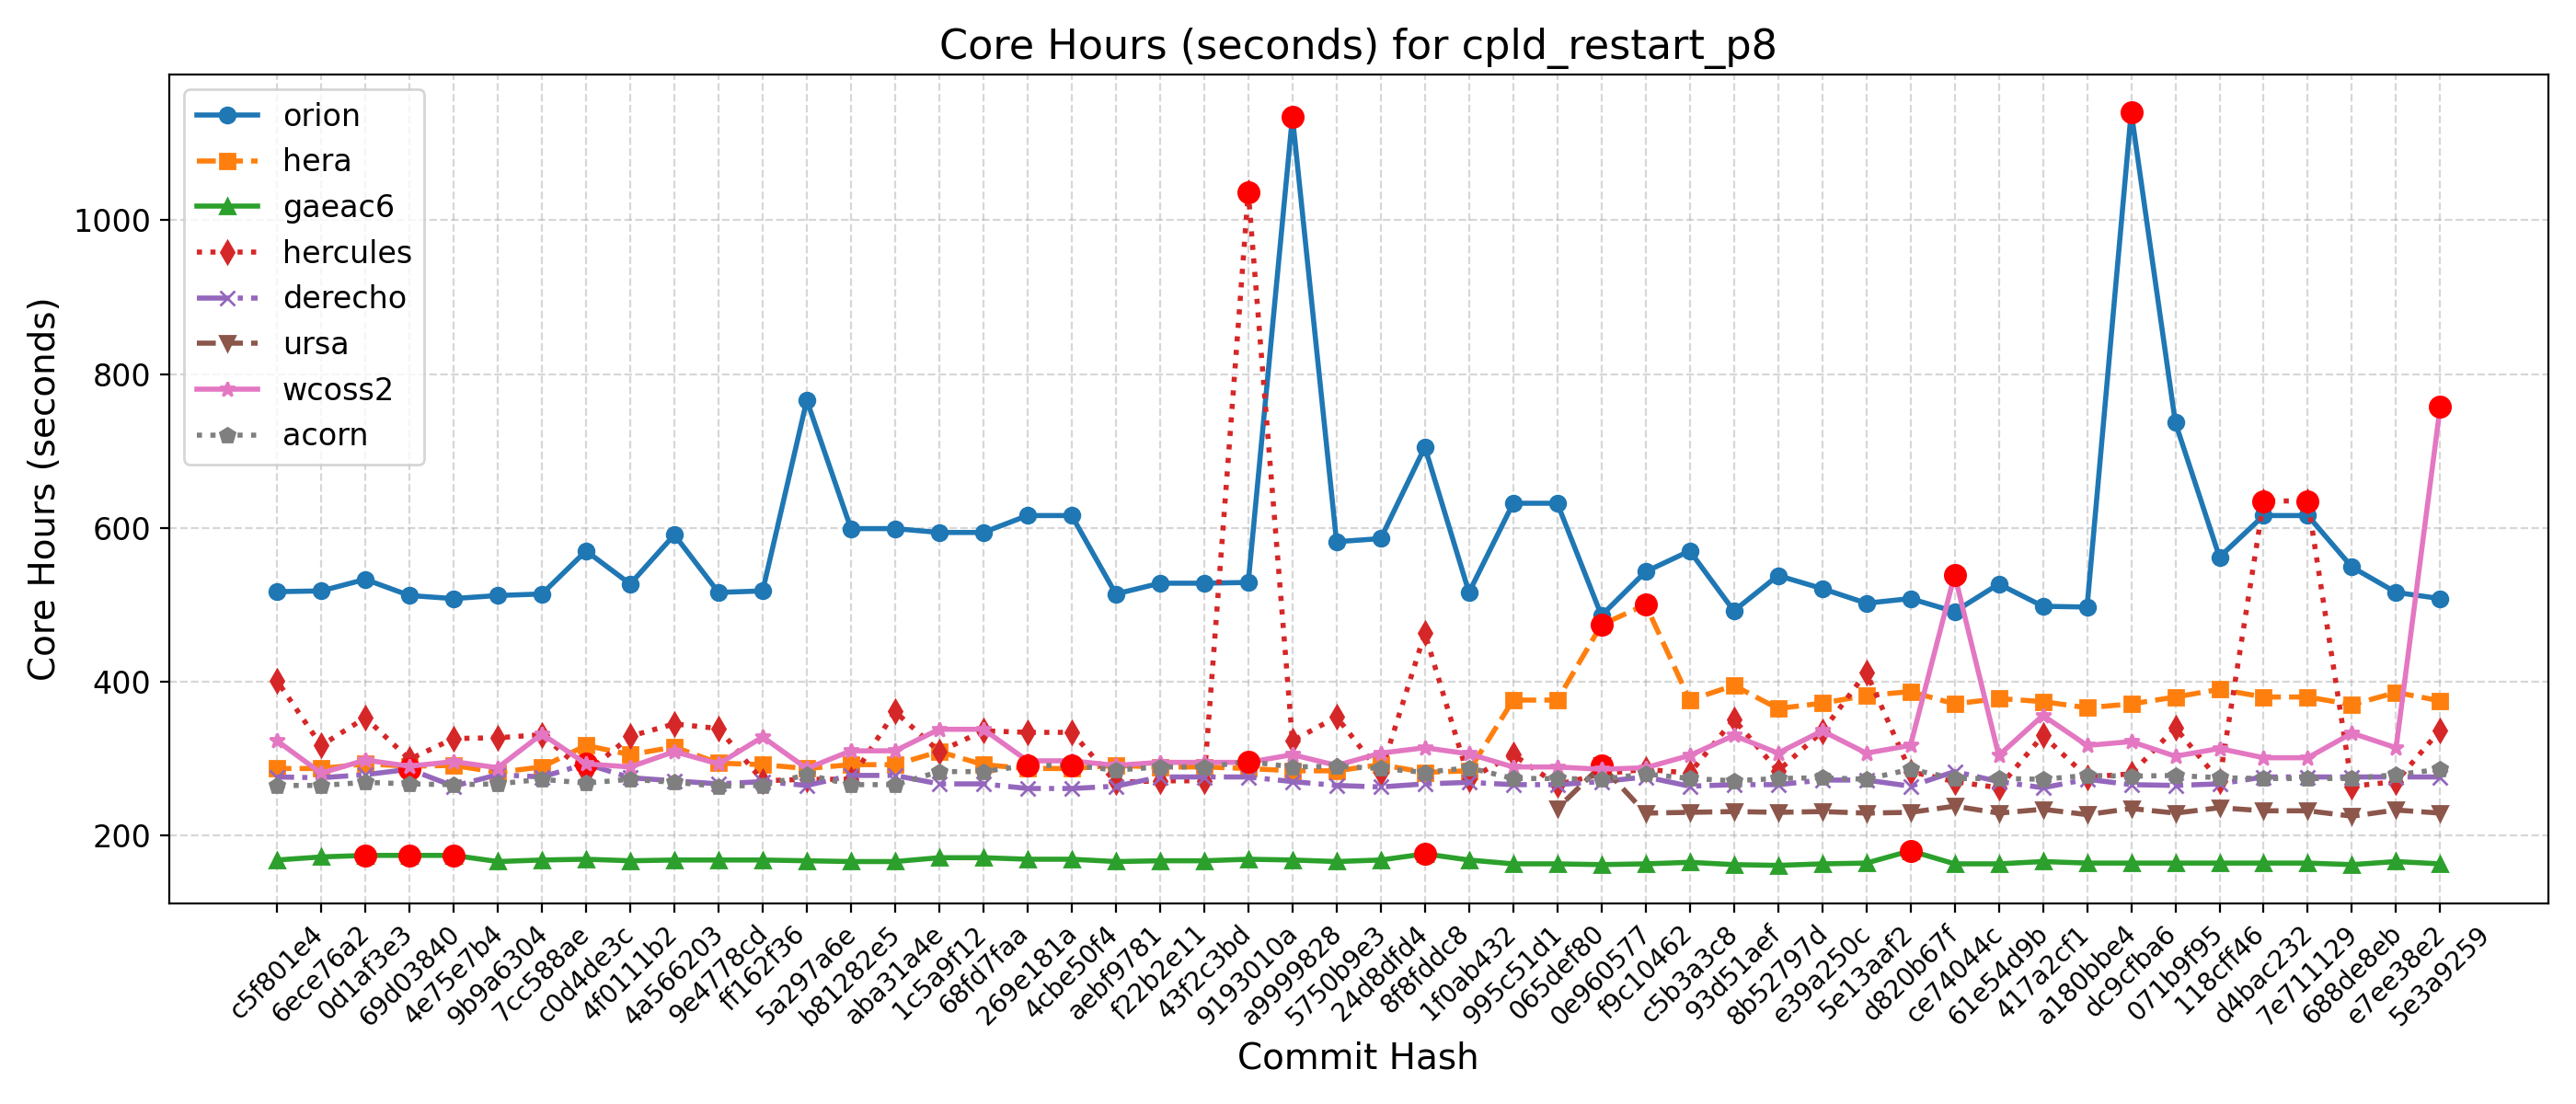 Core Hours (seconds) for cpld_restart_p8
orion
hera
gaeac6
hercules
derecho
ursa
wcoss2
acorn
Core Hours (seconds)
1000
800
600
400
200
c5f801e4
6ece76a2
0d1af3e3
69d03840
4e75e7b4
9b9a6304
7cc588ae
c0d4de3c
4f0111b2
4a566203
9e4778cd
ff162f36
5a297a6e
b81282e5
aba31a4e
1c5a9f12
68fd7faa
269e181a
4cbe50f4
aebf9781
f22b2e11
43f2c3bd
9193010a
a9999828
5750b9e3
24d8dfd4
8f8fddc8
1f0ab432
995c51d1
065def80
0e960577
f9c10462
c5b3a3c8
93d51aef
8b52797d
e39a250c
5e13aaf2
d820b67f
ce74044c
61e54d9b
417a2cf1
a180bbe4
dc9cfba6
071b9f95
118cff46
d4bac232
7e711129
688de8eb
e7ee38e2
5e3a9259
Commit Hash